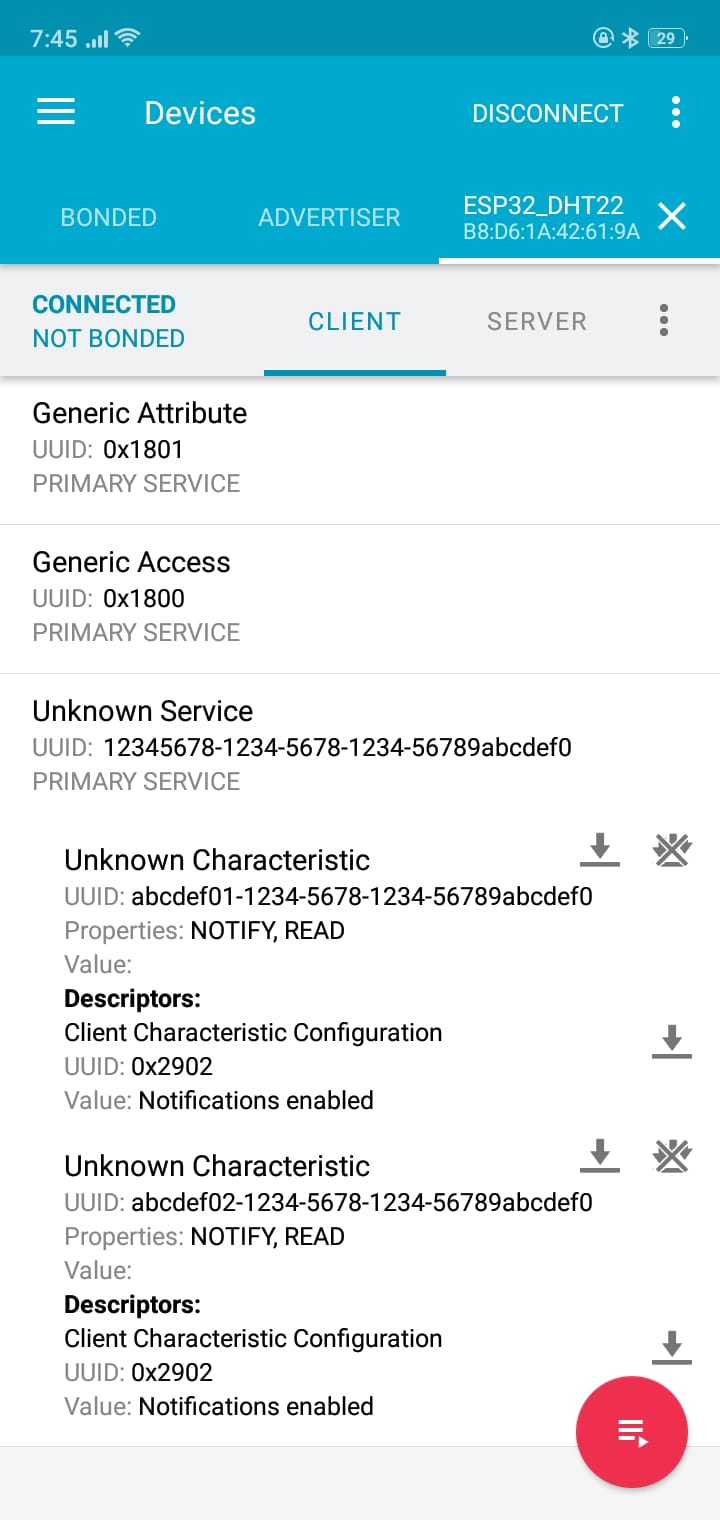 7:45 29
Devices DISCONNECT
BONDED ADVERTISER ESP32_DHT22
B8:D6:1A:42:61:9A
CONNECTED
NOT BONDED
CLIENT SERVER
Generic Attribute
UUID: 0x1801
PRIMARY SERVICE
Generic Access
UUID: 0x1800
PRIMARY SERVICE
Unknown Service
UUID: 12345678-1234-5678-1234-56789abcdef0
PRIMARY SERVICE
Unknown Characteristic
UUID: abcdef01-1234-5678-1234-56789abcdef0
Properties: NOTIFY, READ
Value:
Descriptors:
Client Characteristic Configuration
UUID: 0x2902
Value: Notifications enabled
Unknown Characteristic
UUID: abcdef02-1234-5678-1234-56789abcdef0
Properties: NOTIFY, READ
Value:
Descriptors:
Client Characteristic Configuration
UUID: 0x2902
Value: Notifications enabled